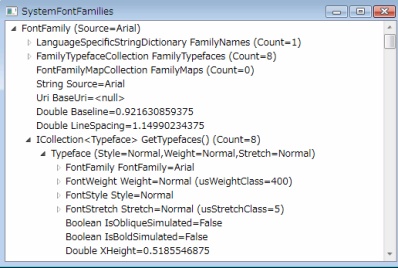 SystemFontFamilies
FontFamily (Source=Arial)
LanguageSpecificStringDictionary FamilyNames (Count=1)
FamilyTypefaceCollection FamilyTypefaces (Count=8)
FontFamilyMapCollection FamilyMaps (Count=0)
String Source=Arial
Uri BaseUri=<null>
Double Baseline=0.921630859375
Double LineSpacing=1.14990234375
ICollection<Typeface> GetTypefaces() (Count=8)
Typeface (Style=Normal,Weight=Normal,Stretch=Normal)
FontFamily FontFamily=Arial
FontWeight Weight=Normal (usWeightClass=400)
FontStyle Style=Normal
FontStretch Stretch=Normal (usStretchClass=5)
Boolean IsObliqueSimulated=False
Boolean IsBoldSimulated=False
Double XHeight=0.5185546875